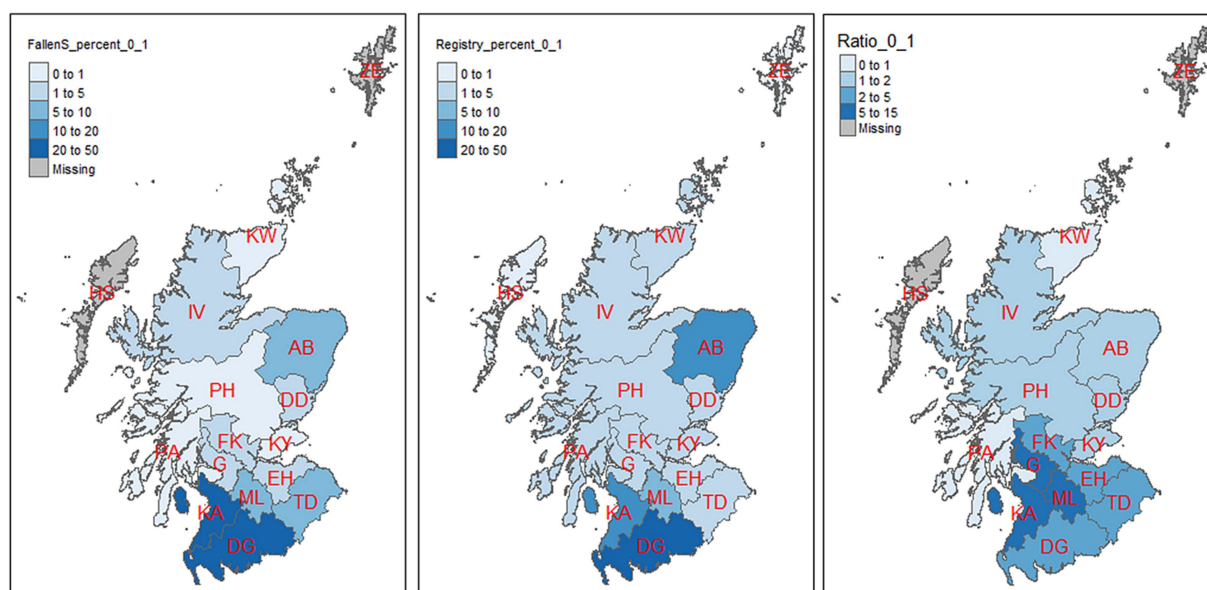 FallenS_percent_0_1
0 to 1
1 to 5
5 to 10
10 to 20
20 to 50
Missing
ZE
KW
HS
IV
AB
PH
DD
PA
FK
KY
G
EH
ML
TD
KA
DG
Registry_percent_0_1
0 to 1
1 to 5
5 to 10
10 to 20
20 to 50
ZE
KW
HS
IV
AB
PH
DD
PA
FK
KY
G
EH
ML
TD
KA
DG
Ratio_0_1
0 to 1
1 to 2
2 to 5
5 to 15
Missing
ZE
KW
HS
IV
AB
PH
DD
PA
FK
KY
G
EH
ML
TD
KA
DG